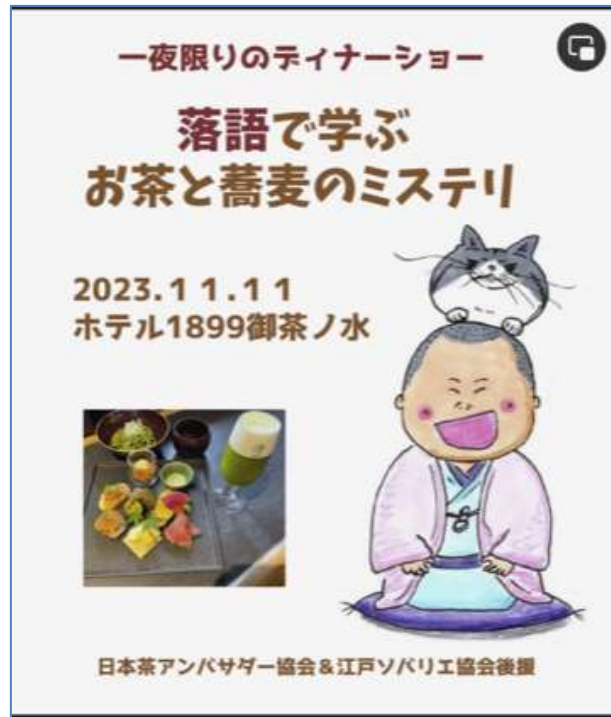 一夜限りのディナーショー
落語で学ぶ
お茶と蕎麦のミステリ
2023.１１.１１
ホテル1899御茶ノ水
日本茶アンバサダー協会＆江戸ソバリエ協会後援